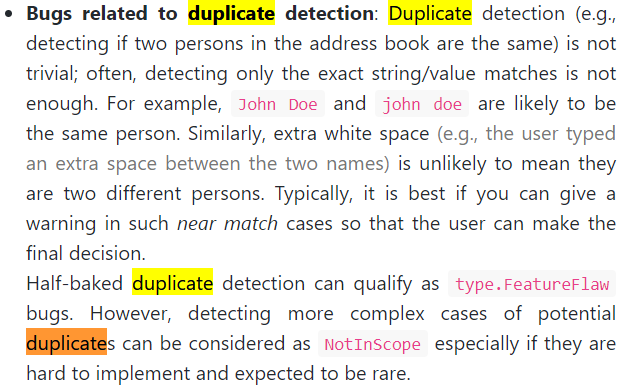 • Bugs related to duplicate detection: Duplicate detection (e.g.,
detecting if two persons in the address book are the same) is not
trivial; often, detecting only the exact string/value matches is not
enough. For example, John Doe and john doe are likely to be
the same person. Similarly, extra white space (e.g., the user typed
an extra space between the two names) is unlikely to mean they
are two different persons. Typically, it is best if you can give a
warning in such near match cases so that the user can make the
final decision.
Half-baked duplicate detection can qualify as type.FeatureFlaw
bugs. However, detecting more complex cases of potential
duplicates can be considered as NotInScope especially if they are
hard to implement and expected to be rare.